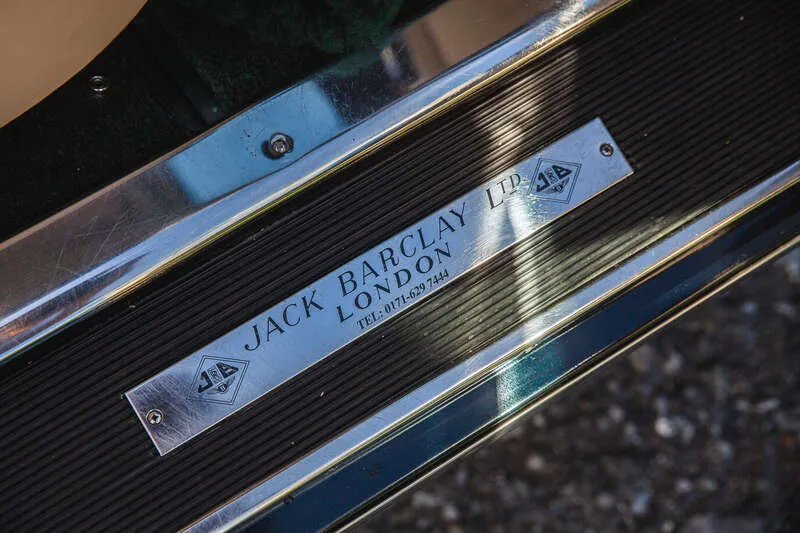 JACK BARCLAY LTD
LONDON
TEL: 0171-629 7444